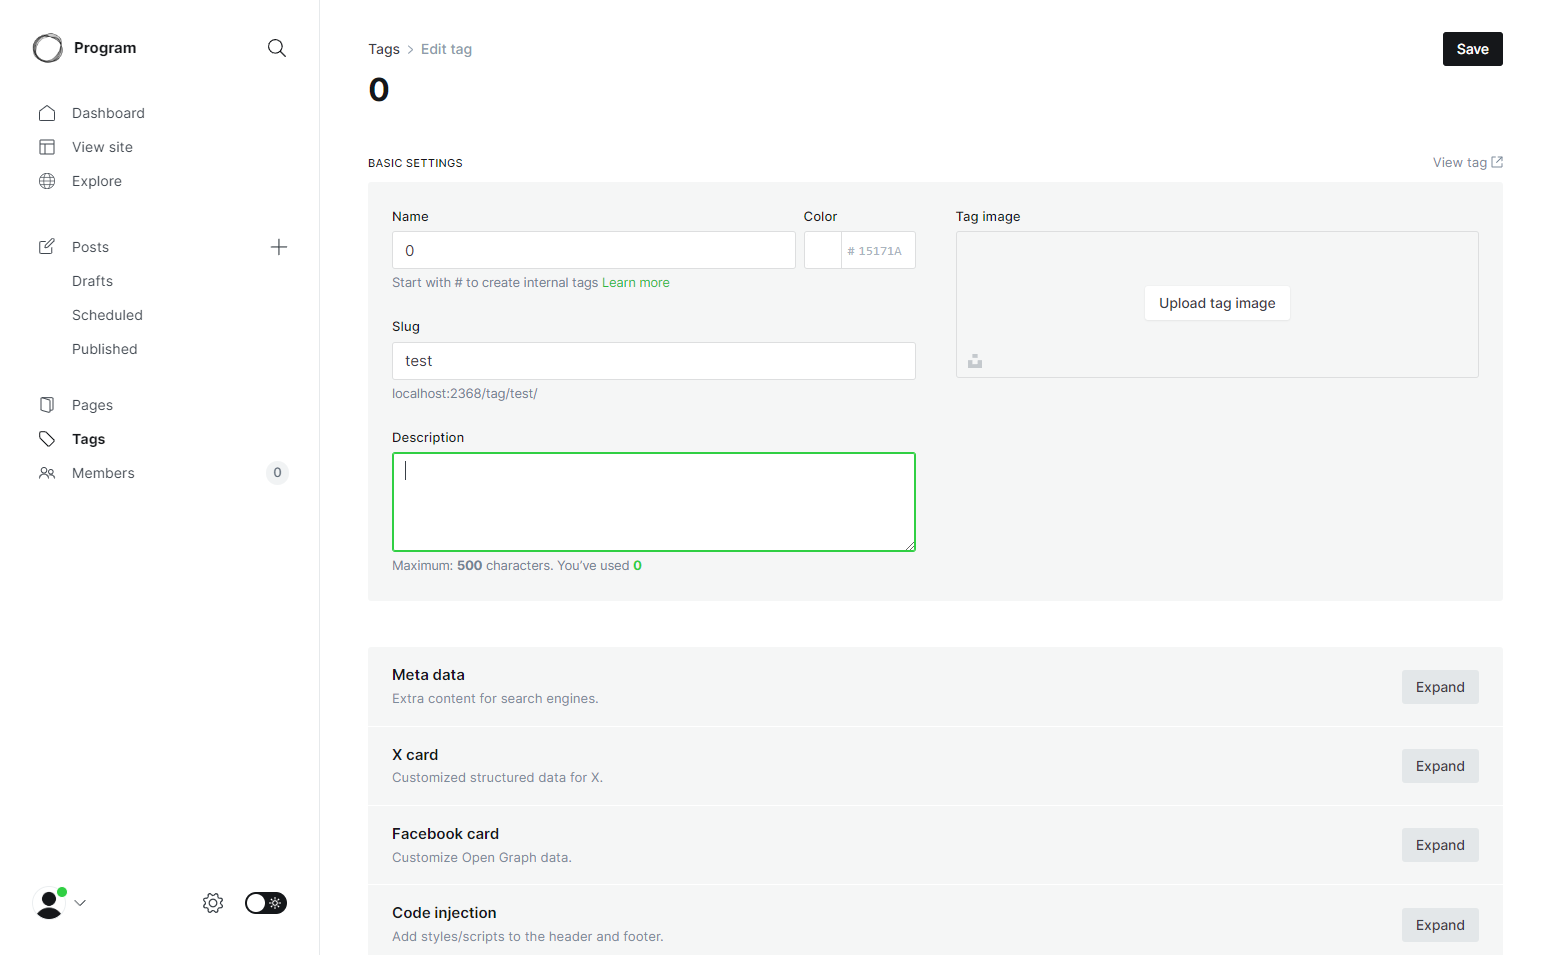 Program
Dashboard
View site
Explore
Posts
Drafts
Scheduled
Published
Pages
Tags
Members 0
Tags > Edit tag
Save
0
BASIC SETTINGS
View tag
Name
0
Start with # to create internal tags Learn more
Color
# 15171A
Tag image
Upload tag image
Slug
test
localhost:2368/tag/test/
Description
Maximum: 500 characters. You’ve used 0
Meta data
Extra content for search engines.
Expand
X card
Customized structured data for X.
Expand
Facebook card
Customize Open Graph data.
Expand
Code injection
Add styles/scripts to the header and footer.
Expand